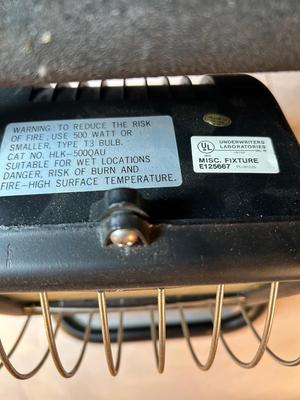 WARNING: TO REDUCE THE RISK
OF FIRE, USE 500 WATT OR
SMALLER, TYPE T3 BULB.
CAT NO. HLK-500QAU
SUITABLE FOR WET LOCATIONS
DANGER, RISK OF BURN AND
FIRE-HIGH SURFACE TEMPERATURE.
UL
UNDERWRITERS
LABORATORIES
MISC. FIXTURE
E125667